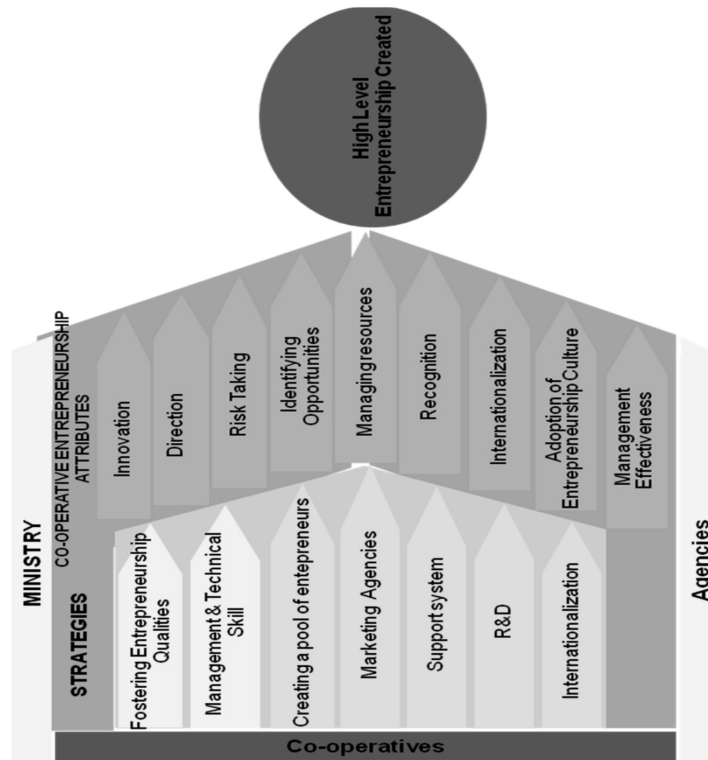 High Level
Entrepreneurship Created
CO-OPERATIVE ENTREPRENEURSHIP
ATTRIBUTES
Innovation
Direction
Risk Taking
Identifying
Opportunities
Managingresources
Recognition
Internationalization
Adoption of
Entrepreneurship Culture
Management
Effectiveness
MINISTRY
STRATEGIES
Fostering Entrepreneurship
Qualities
Management & Technical
Skill
Creating a pool of entepreneurs
Marketing Agencies
Support system
R&D
Internationalization
Agencies
Co-operatives